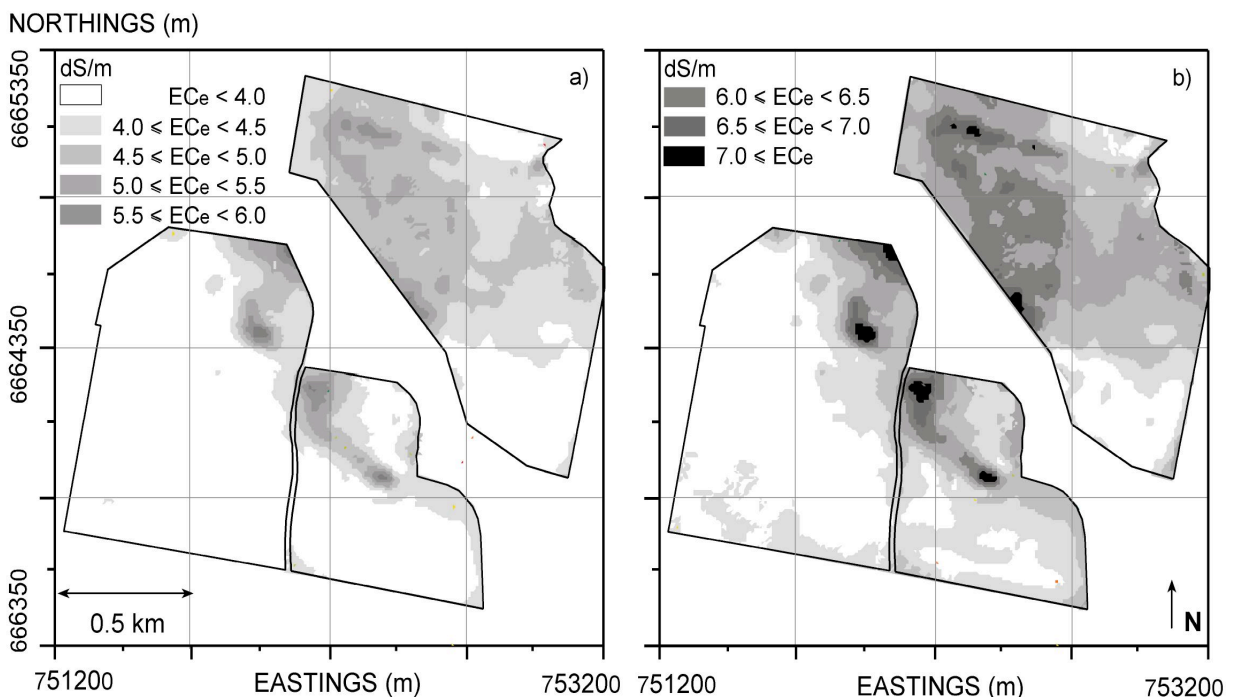 NORTHINGS (m)
dS/m
a)
ECe < 4.0
4.0 ⩽ ECe < 4.5
4.5 ⩽ ECe < 5.0
5.0 ⩽ ECe < 5.5
5.5 ⩽ ECe < 6.0
dS/m
b)
6.0 ⩽ ECe < 6.5
6.5 ⩽ ECe < 7.0
7.0 ⩽ ECe
6665350
6664350
666350
0.5 km
N
751200
EASTINGS (m)
753200
751200
EASTINGS (m)
753200